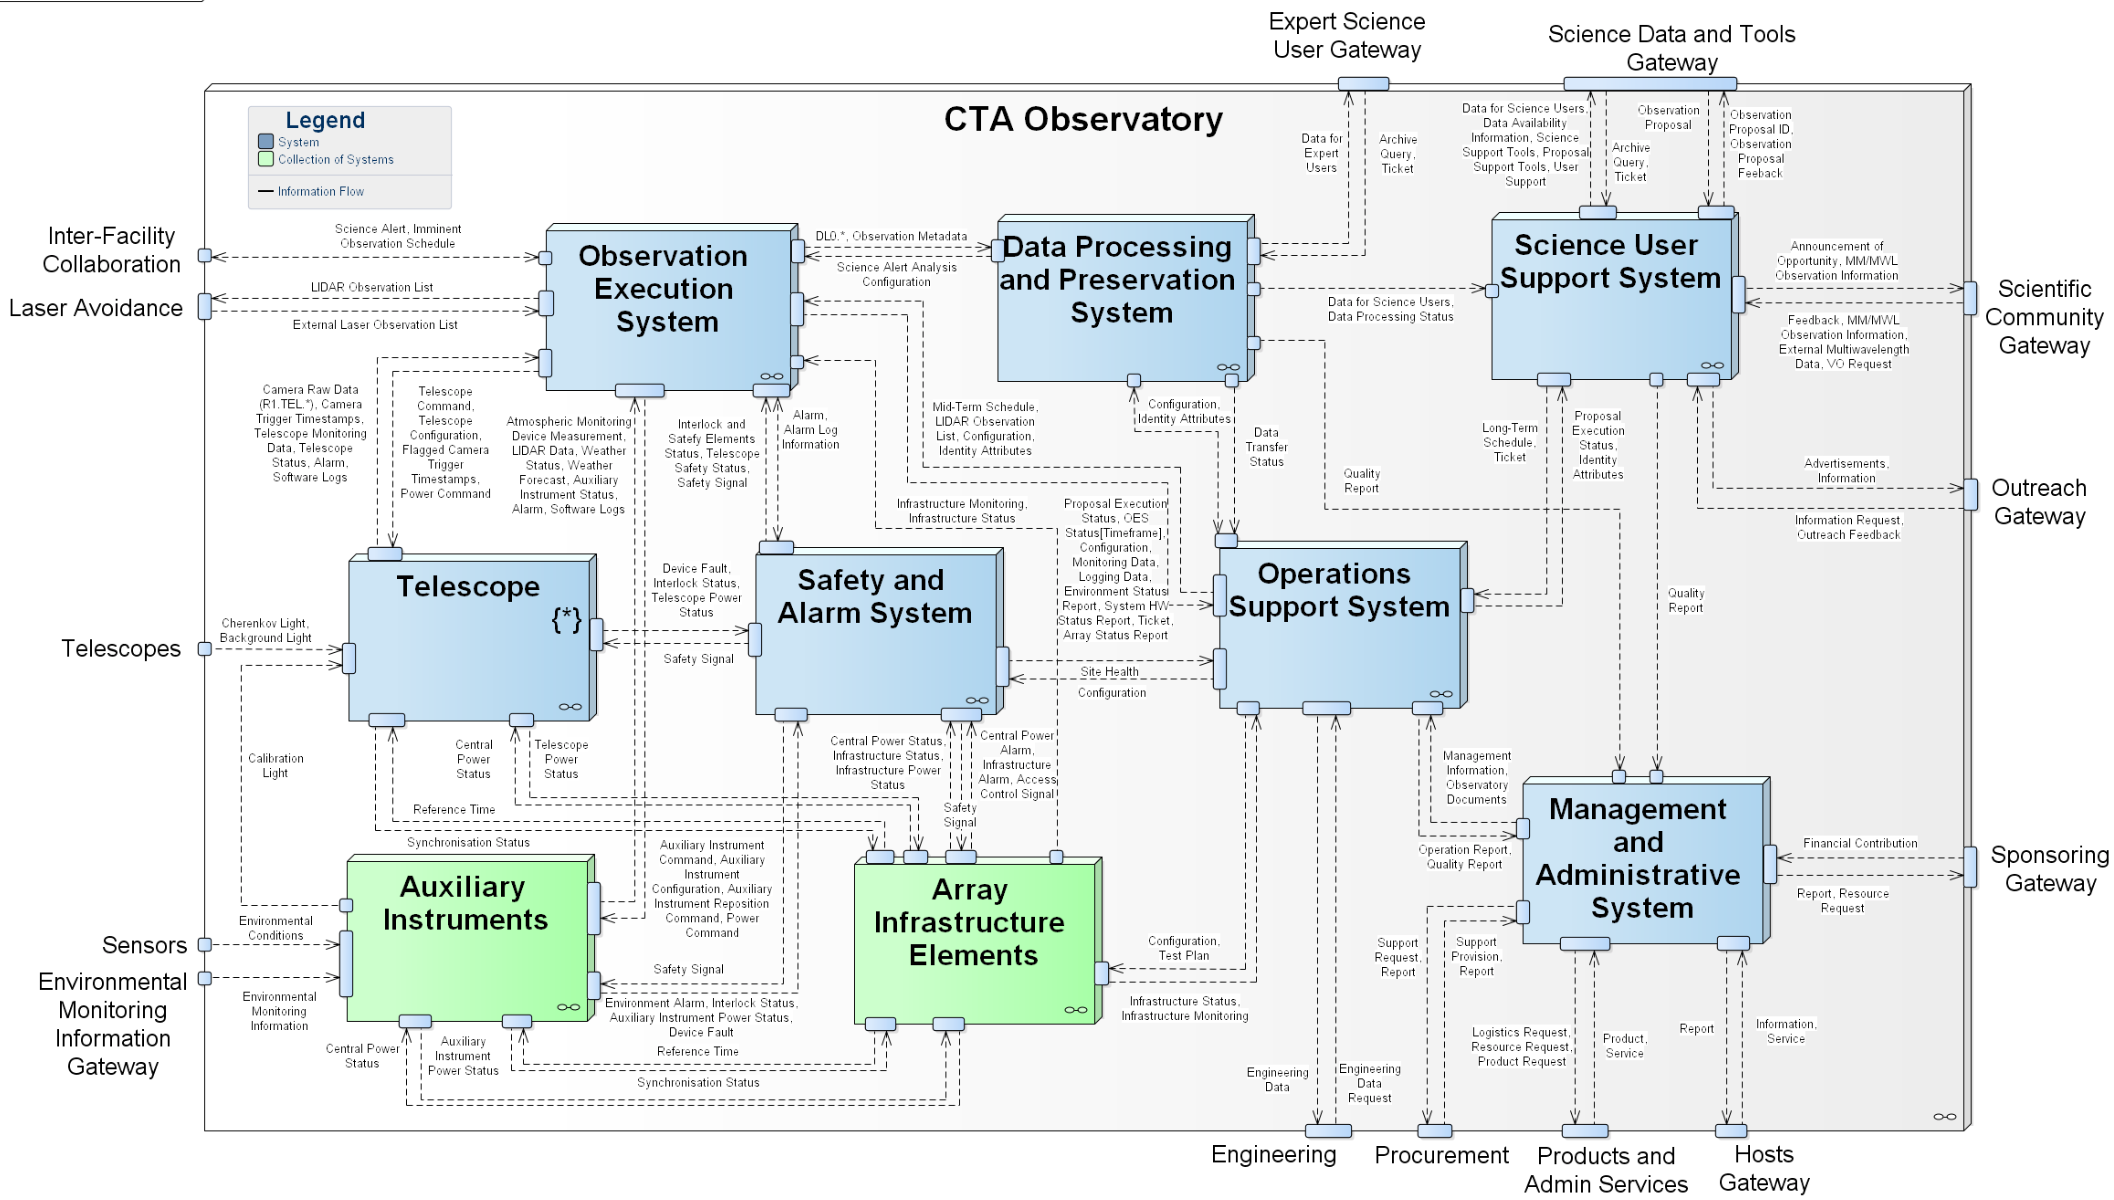 Expert Science
User Gateway
Science Data and Tools
Gateway
CTA Observatory
Legend
System
Collection of Systems
Information Flow
Data for
Expert
Users
Archive
Query,
Ticket
Data for Science Users,
Data Availability
Information, Science
Support Tools, Proposal
Support Tools, User
Support
Archive
Query,
Ticket
Observation
Proposal
Observation
Proposal ID,
Observation
Proposal
Feeback
Inter-Facility
Collaboration
Laser Avoidance
Science Alert, Imminent
Observation Schedule
LIDAR Observation List
External Laser Observation List
Observation
Execution
System
DL0.*, Observation Metadata
Science Alert Analysis
Configuration
Data Processing
and Preservation
System
Data for Science Users,
Data Processing Status
Science User
Support System
Announcement of
Opportunity, MM/MWL
Observation Information
Feedback, MM/MWL
Observation Information,
External Multiwavelength
Data, VO Request
Scientific
Community
Gateway
Camera Raw Data
(R1.TEL.*), Camera
Trigger Timestamps,
Telescope Monitoring
Data, Telescope
Status, Alarm,
Software Logs
Telescope
Command,
Telescope
Configuration,
Flagged Camera
Trigger
Timestamps,
Power Command
Atmospheric Monitoring
Device Measurement,
LIDAR Data, Weather
Status, Weather
Forecast, Auxiliary
Instrument Status,
Alarm, Software Logs
Interlock and
Satefy Elements
Status, Telescope
Safety Status,
Safety Signal
Alarm,
Alarm Log
Information
Mid-Term Schedule,
LIDAR Observation
List, Configuration,
Identity Attributes
Configuration,
Identity Attributes
Data
Transfer
Status
Quality
Report
Long-Term
Schedule,
Ticket
Proposal
Execution
Status,
Identity
Attributes
Advertisements,
Information
Information Request,
Outreach Feedback
Outreach
Gateway
Infrastructure Monitoring,
Infrastructure Status
Proposal Execution
Status, OES
Status[Timeframe],
Configuration,
Monitoring Data,
Logging Data,
Environment Status
Report, System HW
Status Report, Ticket,
Array Status Report
Telescope
{*}
Device Fault,
Interlock Status,
Telescope Power
Status
Safety Signal
Safety and
Alarm System
Operations
Support System
Quality
Report
Telescopes
Cherenkov Light,
Background Light
Site Health
Configuration
Calibration
Light
Central
Power
Status
Telescope
Power
Status
Central Power Status,
Infrastructure Status,
Infrastructure Power
Status
Central Power
Alarm,
Infrastructure
Alarm, Access
Control Signal
Safety
Signal
Management
Information,
Observatory
Documents
Operation Report,
Quality Report
Management
and
Administrative
System
Financial Contribution
Report, Resource
Request
Sponsoring
Gateway
Reference Time
Synchronisation Status
Auxiliary
Instruments
Auxiliary Instrument
Command, Auxiliary
Instrument
Configuration, Auxiliary
Instrument Reposition
Command, Power
Command
Array
Infrastructure
Elements
Sensors
Environmental
Monitoring
Information
Gateway
Environmental
Conditions
Environmental
Monitoring
Information
Safety Signal
Environment Alarm, Interlock Status,
Auxiliary Instrument Power Status,
Device Fault
Configuration,
Test Plan
Infrastructure Status,
Infrastructure Monitoring
Support
Request,
Report
Support
Provision,
Report
Central Power
Status
Auxiliary
Instrument
Power Status
Reference Time
Synchronisation Status
Engineering
Data
Engineering
Data
Request
Logistics Request,
Resource Request,
Product Request
Product,
Service
Report
Information,
Service
Engineering
Procurement
Products and
Admin Services
Hosts
Gateway